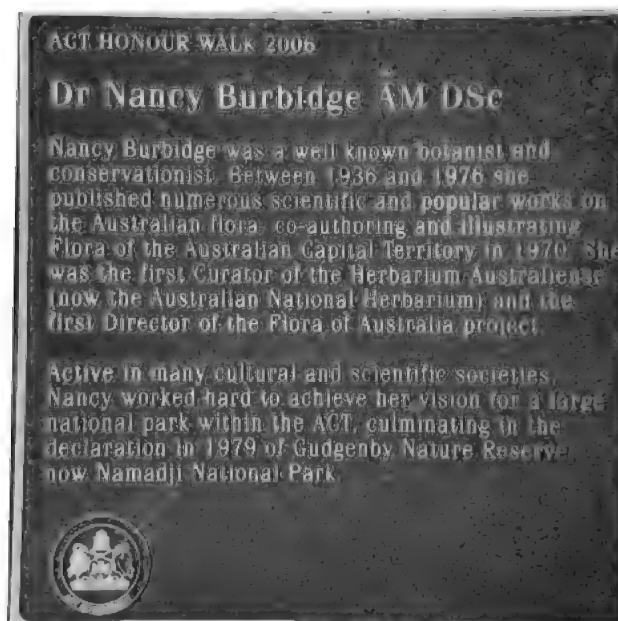 ACT HONOUR WALK 2006
Dr Nancy Burbidge AM DSc
Nancy Burbidge was a well known botanist and
conservationist. Between 1936 and 1976 she
published numerous scientific and popular works on
the Australian flora, co-authoring and illustrating
Flora of the Australian Capital Territory in 1970. She
was the first Curator of the Herbarium Australiense
(now the Australian National Herbarium) and the
first Director of the Flora of Australia project.
Active in many cultural and scientific societies,
Nancy worked hard to achieve her vision for a large
national park within the ACT, culminating in the
declaration in 1979 of Gudgenby Nature Reserve,
now Namadji National Park.